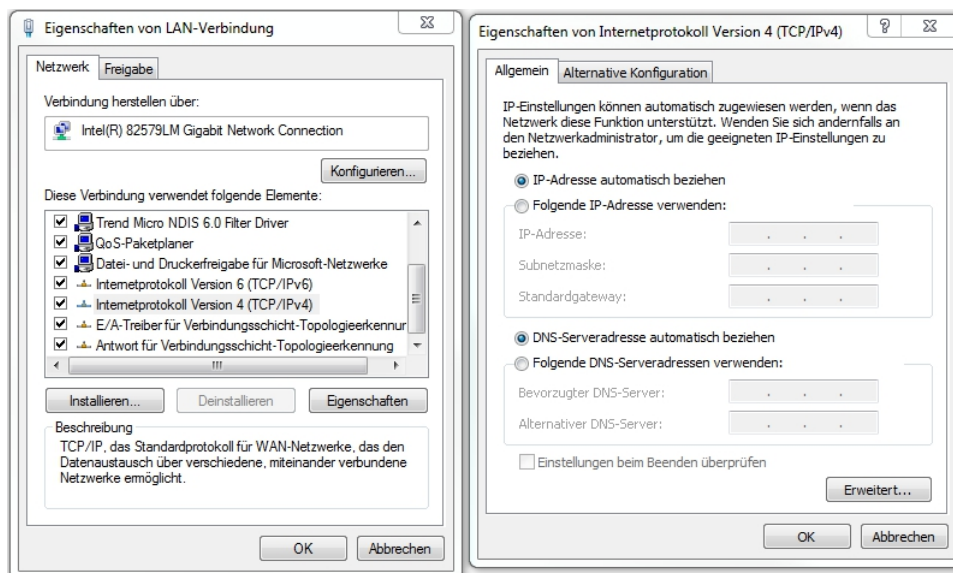 Eigenschaften von LAN-Verbindung
Netzwerk
Freigabe
Verbindung herstellen über:
Intel(R) 82579LM Gigabit Network Connection
Konfigurieren...
Diese Verbindung verwendet folgende Elemente:
Trend Micro NDIS 6.0 Filter Driver
QoS-Paketplaner
Datei- und Druckerfreigabe für Microsoft-Netzwerke
Internetprotokoll Version 6 (TCP/IPv6)
Internetprotokoll Version 4 (TCP/IPv4)
E/A-Treiber für Verbindungsschicht-Topologieerkennur
Antwort für Verbindungsschicht-Topologieerkennung
Installieren...
Deinstallieren
Eigenschaften
Beschreibung
TCP/IP, das Standardprotokoll für WAN-Netzwerke, das den
Datenaustausch über verschiedene, miteinander verbundene
Netzwerke ermöglicht.
OK
Abbrechen
Eigenschaften von Internetprotokoll Version 4 (TCP/IPv4)
?
Allgemein
Alternative Konfiguration
IP-Einstellungen können automatisch zugewiesen werden, wenn das
Netzwerk diese Funktion unterstützt. Wenden Sie sich andernfalls an
den Netzwerkadministrator, um die geeigneten IP-Einstellungen zu
beziehen.
IP-Adresse automatisch beziehen
Folgende IP-Adresse verwenden:
IP-Adresse:
Subnetzmaske:
Standardgateway:
DNS-Serveradresse automatisch beziehen
Folgende DNS-Serveradressen verwenden:
Bevorzugter DNS-Server:
Alternativer DNS-Server:
Einstellungen beim Beenden überprüfen
Erweitert...
OK
Abbrechen